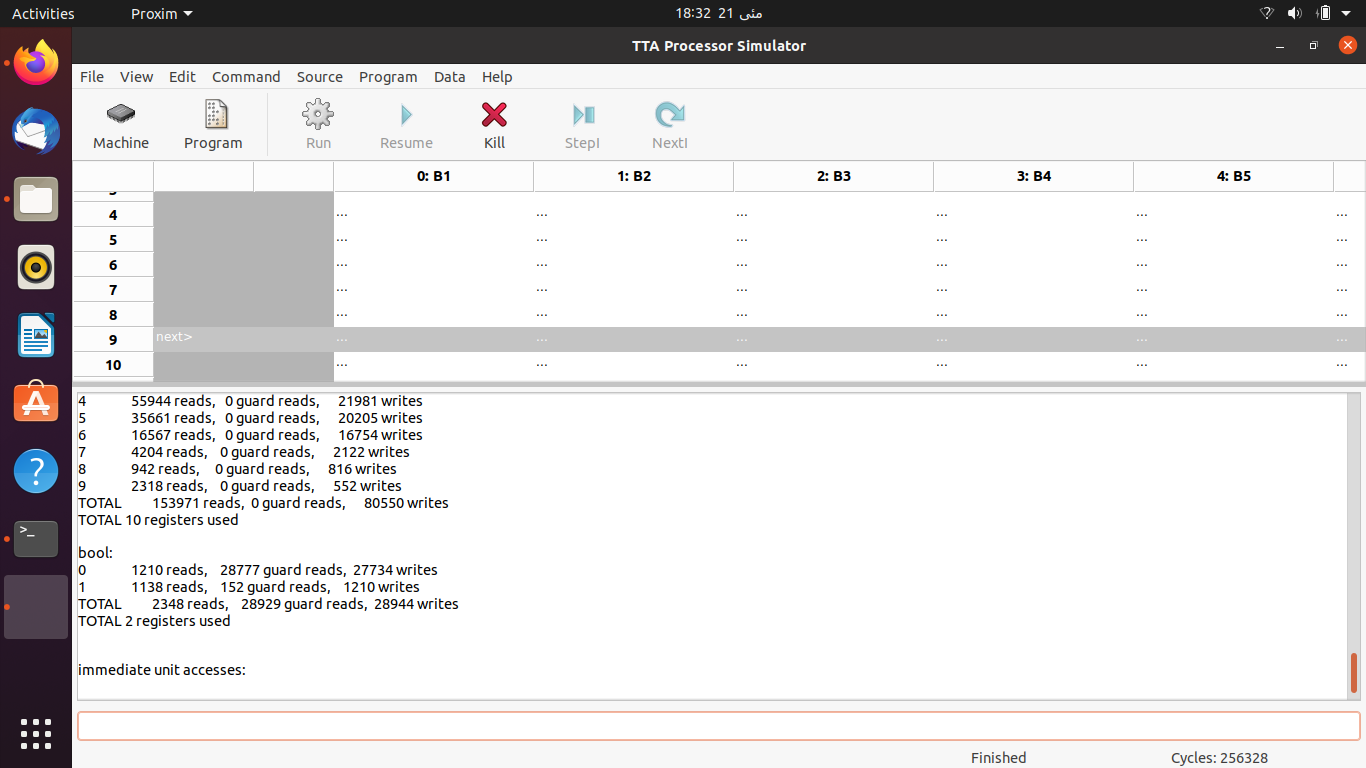 Activities Proxim 18:32 21 مئی
TTA Processor Simulator
File View Edit Command Source Program Data Help
Machine Program Run Resume Kill StepI NextI
0: B1 1: B2 2: B3 3: B4 4: B5
4 ... ... ... ... ... ...
5 ... ... ... ... ... ...
6 ... ... ... ... ... ...
7 ... ... ... ... ... ...
8 ... ... ... ... ... ...
9 next> ... ... ... ... ... ...
10 ... ... ... ... ... ...
4 55944 reads, 0 guard reads, 21981 writes
5 35661 reads, 0 guard reads, 20205 writes
6 16567 reads, 0 guard reads, 16754 writes
7 4204 reads, 0 guard reads, 2122 writes
8 942 reads, 0 guard reads, 816 writes
9 2318 reads, 0 guard reads, 552 writes
TOTAL 153971 reads, 0 guard reads, 80550 writes
TOTAL 10 registers used
bool:
0 1210 reads, 28777 guard reads, 27734 writes
1 1138 reads, 152 guard reads, 1210 writes
TOTAL 2348 reads, 28929 guard reads, 28944 writes
TOTAL 2 registers used
immediate unit accesses:
Finished Cycles: 256328